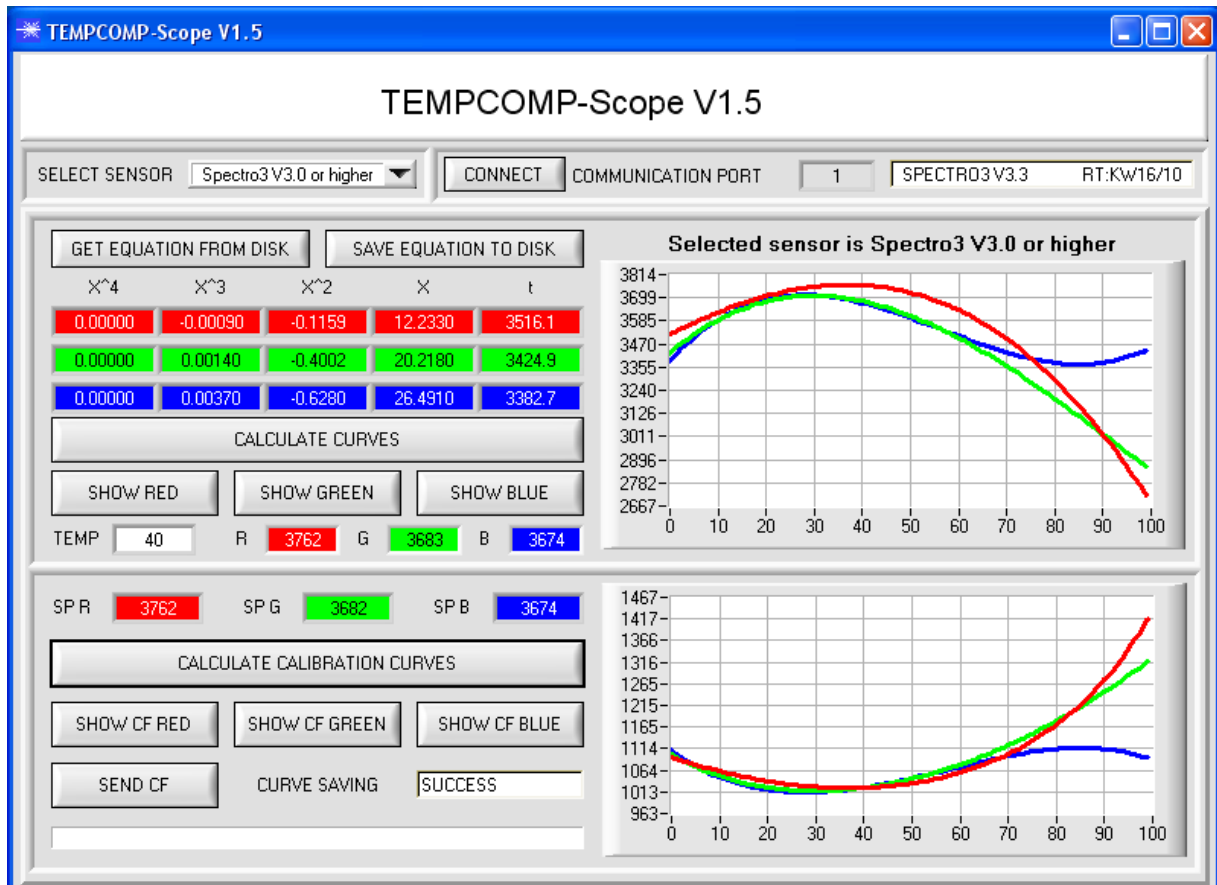 TEMPCOMP-Scope V1.5
TEMPCOMP-Scope V1.5
SELECT SENSOR Spectro3 V3.0 or higher CONNECT COMMUNICATION PORT 1 SPECTRO3 V3.3 RT:KW16/10
GET EQUATION FROM DISK SAVE EQUATION TO DISK
X^4 X^3 X^2 X t
0.00000 -0.00090 -0.1159 12.2330 3516.1
0.00000 0.00140 -0.4002 20.2180 3424.9
0.00000 0.00370 -0.6280 26.4910 3382.7
CALCULATE CURVES
SHOW RED SHOW GREEN SHOW BLUE
TEMP 40 R 3762 G 3683 B 3674
Selected sensor is Spectro3 V3.0 or higher
3814
3699
3585
3470
3355
3240
3126
3011
2896
2782
2667
0 10 20 30 40 50 60 70 80 90 100
SP R 3762 SP G 3682 SP B 3674
CALCULATE CALIBRATION CURVES
SHOW CF RED SHOW CF GREEN SHOW CF BLUE
SEND CF CURVE SAVING SUCCESS
1467
1417
1366
1316
1265
1215
1165
1114
1064
1013
963
0 10 20 30 40 50 60 70 80 90 100